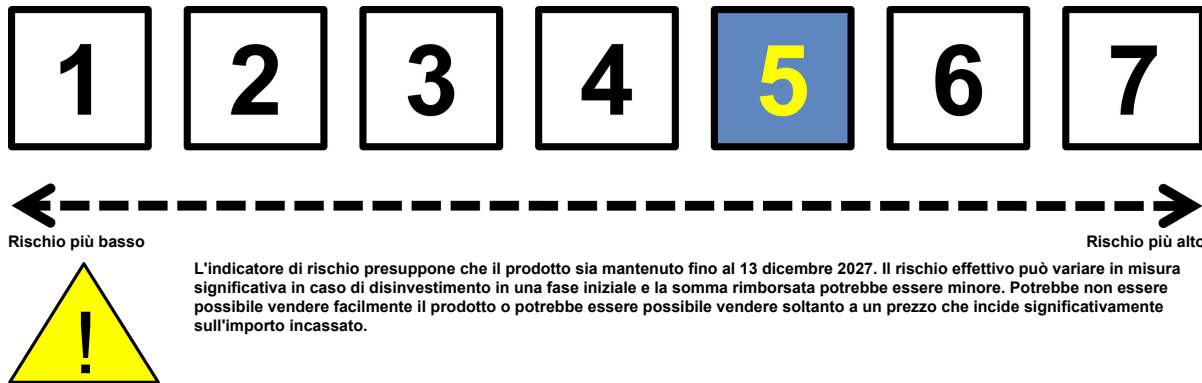 1 2 3 4 5 6 7
Rischio più basso Rischio più alto
L'indicatore di rischio presuppone che il prodotto sia mantenuto fino al 13 dicembre 2027. Il rischio effettivo può variare in misura
significativa in caso di disinvestimento in una fase iniziale e la somma rimborsata potrebbe essere minore. Potrebbe non essere
possibile vendere facilmente il prodotto o potrebbe essere possibile vendere soltanto a un prezzo che incide significativamente
sull'importo incassato.
!